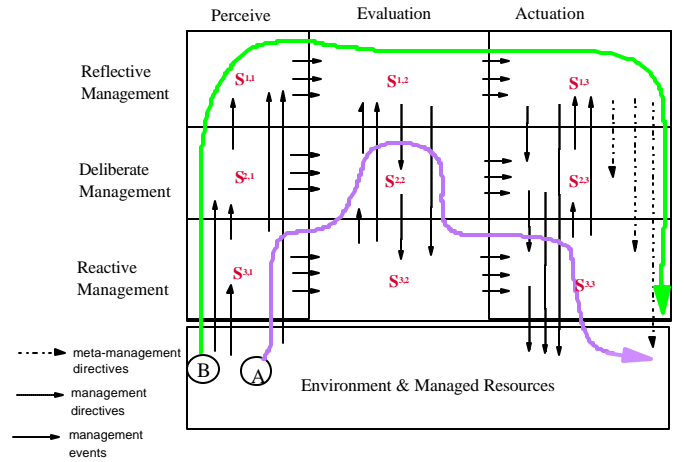 Perceive Evaluation Actuation
Reflective
Management
S1,1 S1,2 S1,3
Deliberate
Management
S2,1 S2,2 S2,3
Reactive
Management
S3,1 S3,2 S3,3
B A
Environment & Managed Resources
meta-management
directives
management
directives
management
events